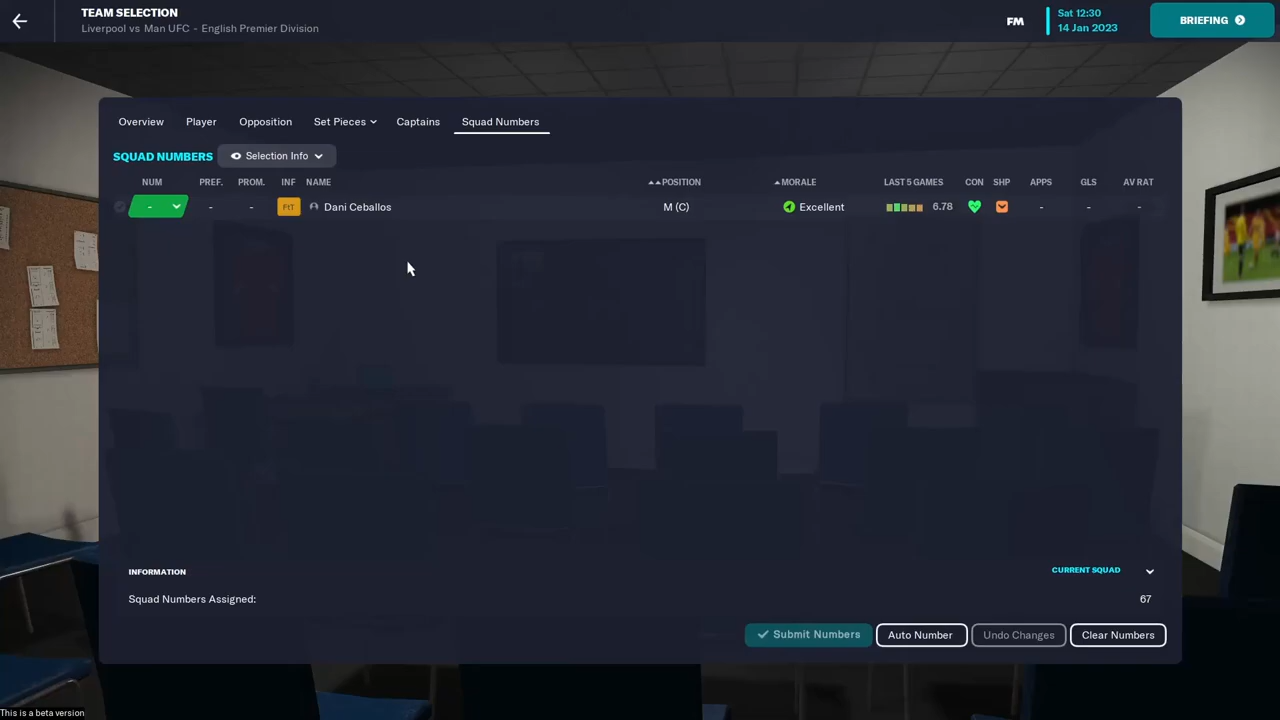 TEAM SELECTION
Liverpool vs Man UFC - English Premier Division
FM
Sat 12:30
14 Jan 2023
BRIEFING
Overview Player Opposition Set Pieces Captains Squad Numbers
SQUAD NUMBERS Selection Info
NUM PREF. PROM. INF NAME POSITION MORALE LAST 5 GAMES CON SHP APPS GLS AV RAT
- - - FtT Dani Ceballos M (C) Excellent 6.78 - - -
INFORMATION CURRENT SQUAD
Squad Numbers Assigned: 67
Submit Numbers Auto Number Undo Changes Clear Numbers
This is a beta version